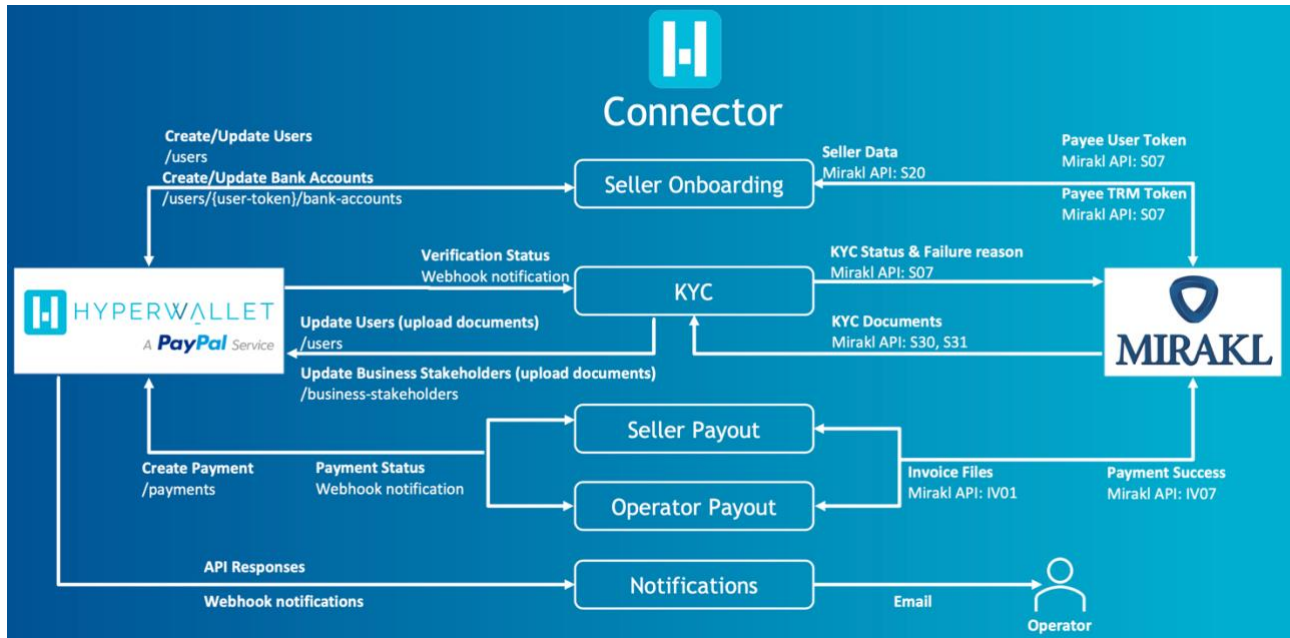 H
Connector
Create/Update Users
/users
Create/Update Bank Accounts
/users/{user-token}/bank-accounts
Seller Onboarding
Seller Data
Mirakl API: S20
Payee User Token
Mirakl API: S07
Payee TRM Token
Mirakl API: S07
Verification Status
Webhook notification
KYC
KYC Status & Failure reason
Mirakl API: S07
H HYPERWALLET
A PayPal Service
Update Users (upload documents)
/users
KYC Documents
Mirakl API: S30, S31
MIRAKL
Update Business Stakeholders (upload documents)
/business-stakeholders
Seller Payout
Create Payment
/payments
Payment Status
Webhook notification
Invoice Files
Mirakl API: IV01
Payment Success
Mirakl API: IV07
Operator Payout
API Responses
Webhook notifications
Notifications
Email
Operator